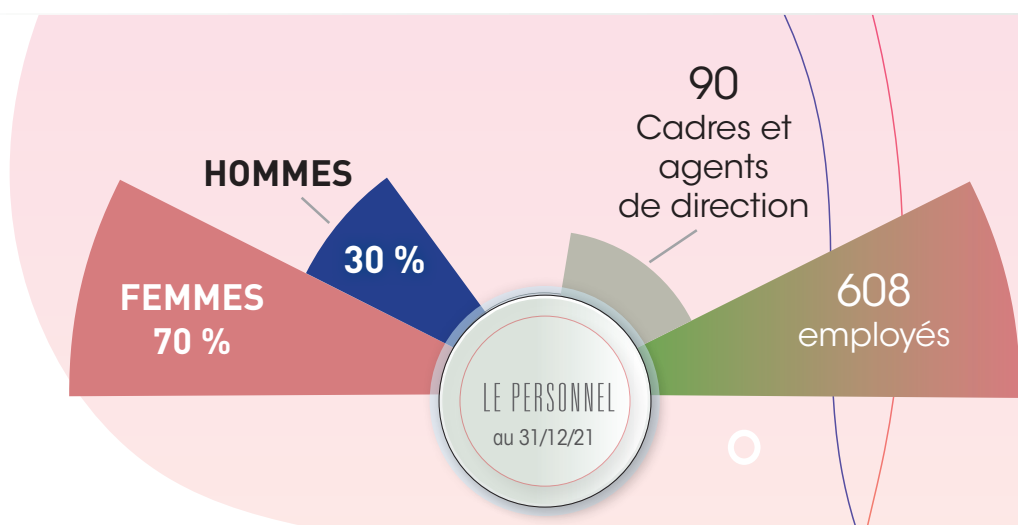 HOMMES
30 %
FEMMES
70 %
90
Cadres et
agents
de direction
608
employés
LE PERSONNEL
au 31/12/21